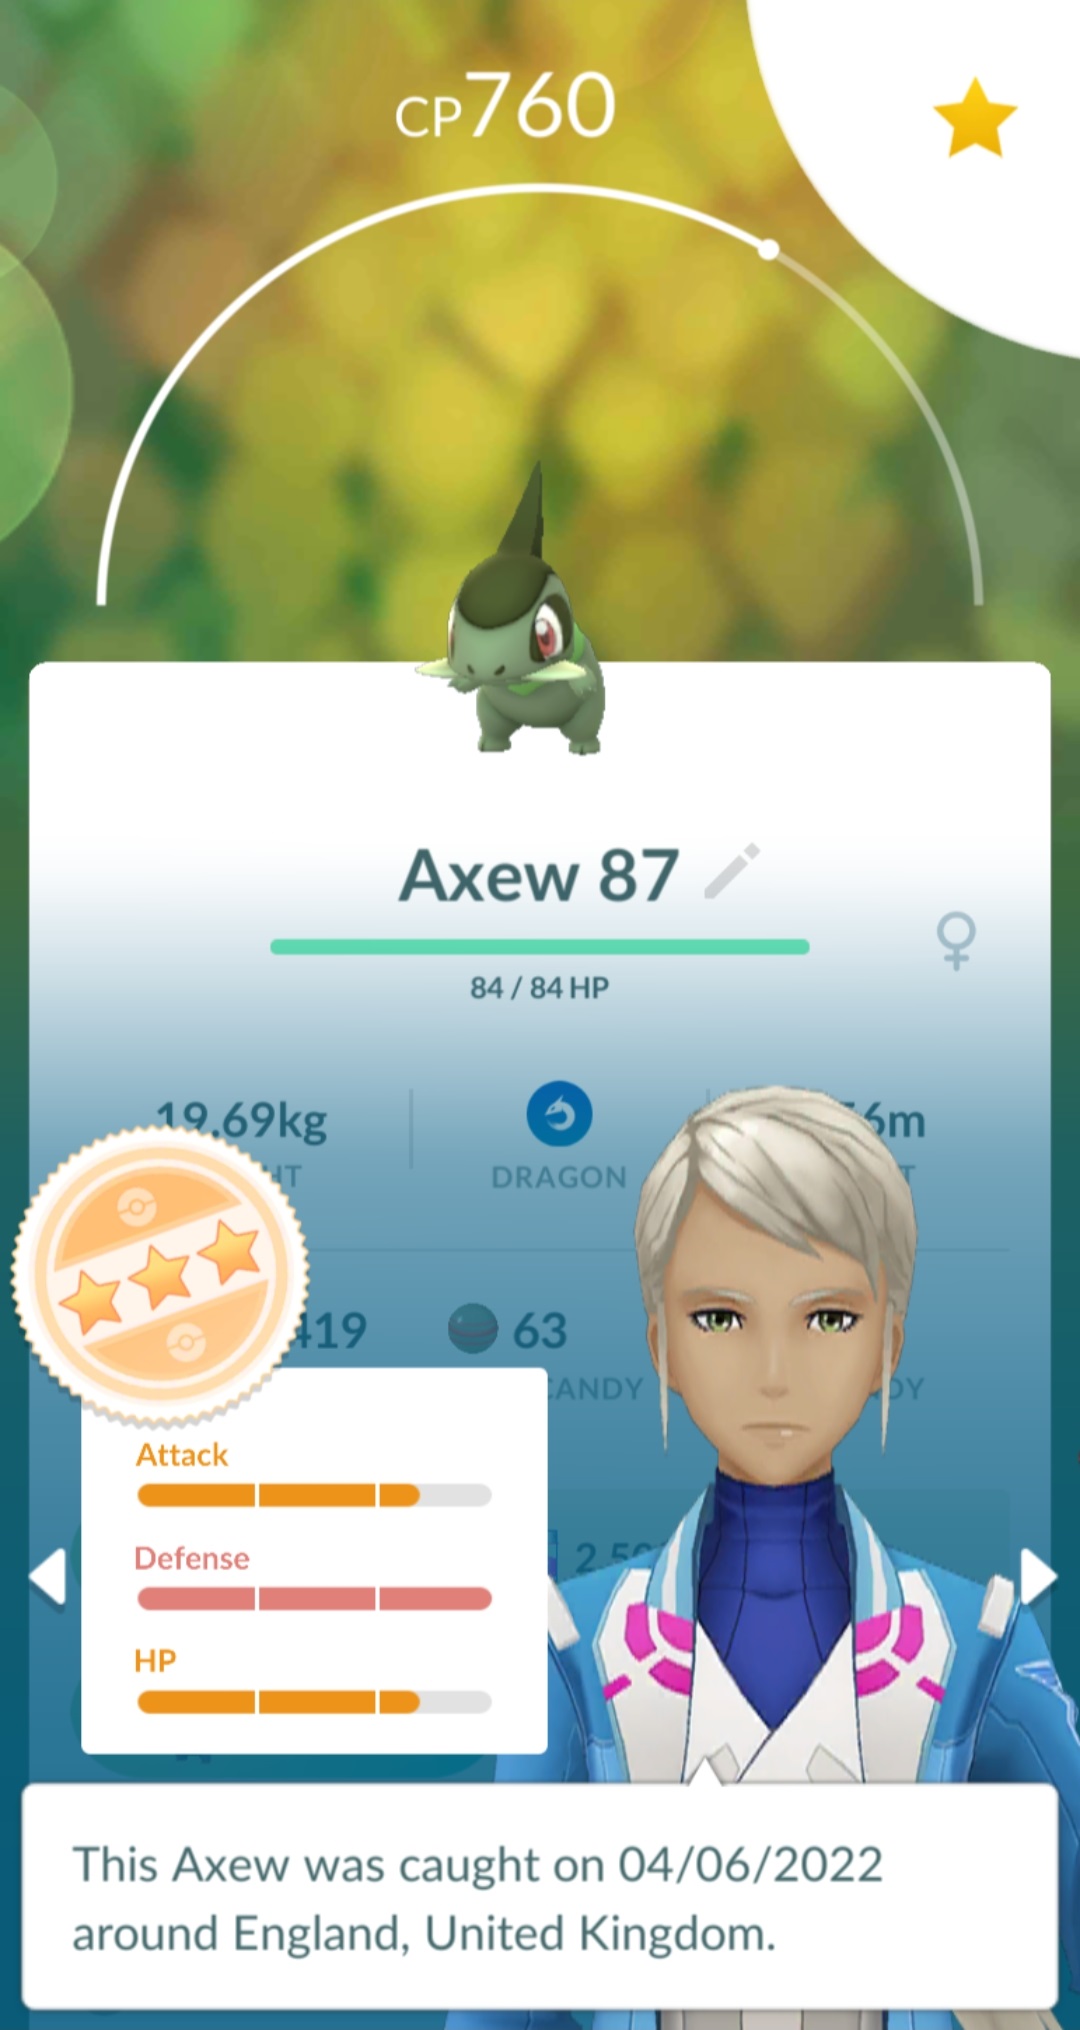 CP760
Axew 87
84 / 84 HP
19.69kg
DRAGON
63
CANDY
Attack
Defense
HP
This Axew was caught on 04/06/2022
around England, United Kingdom.